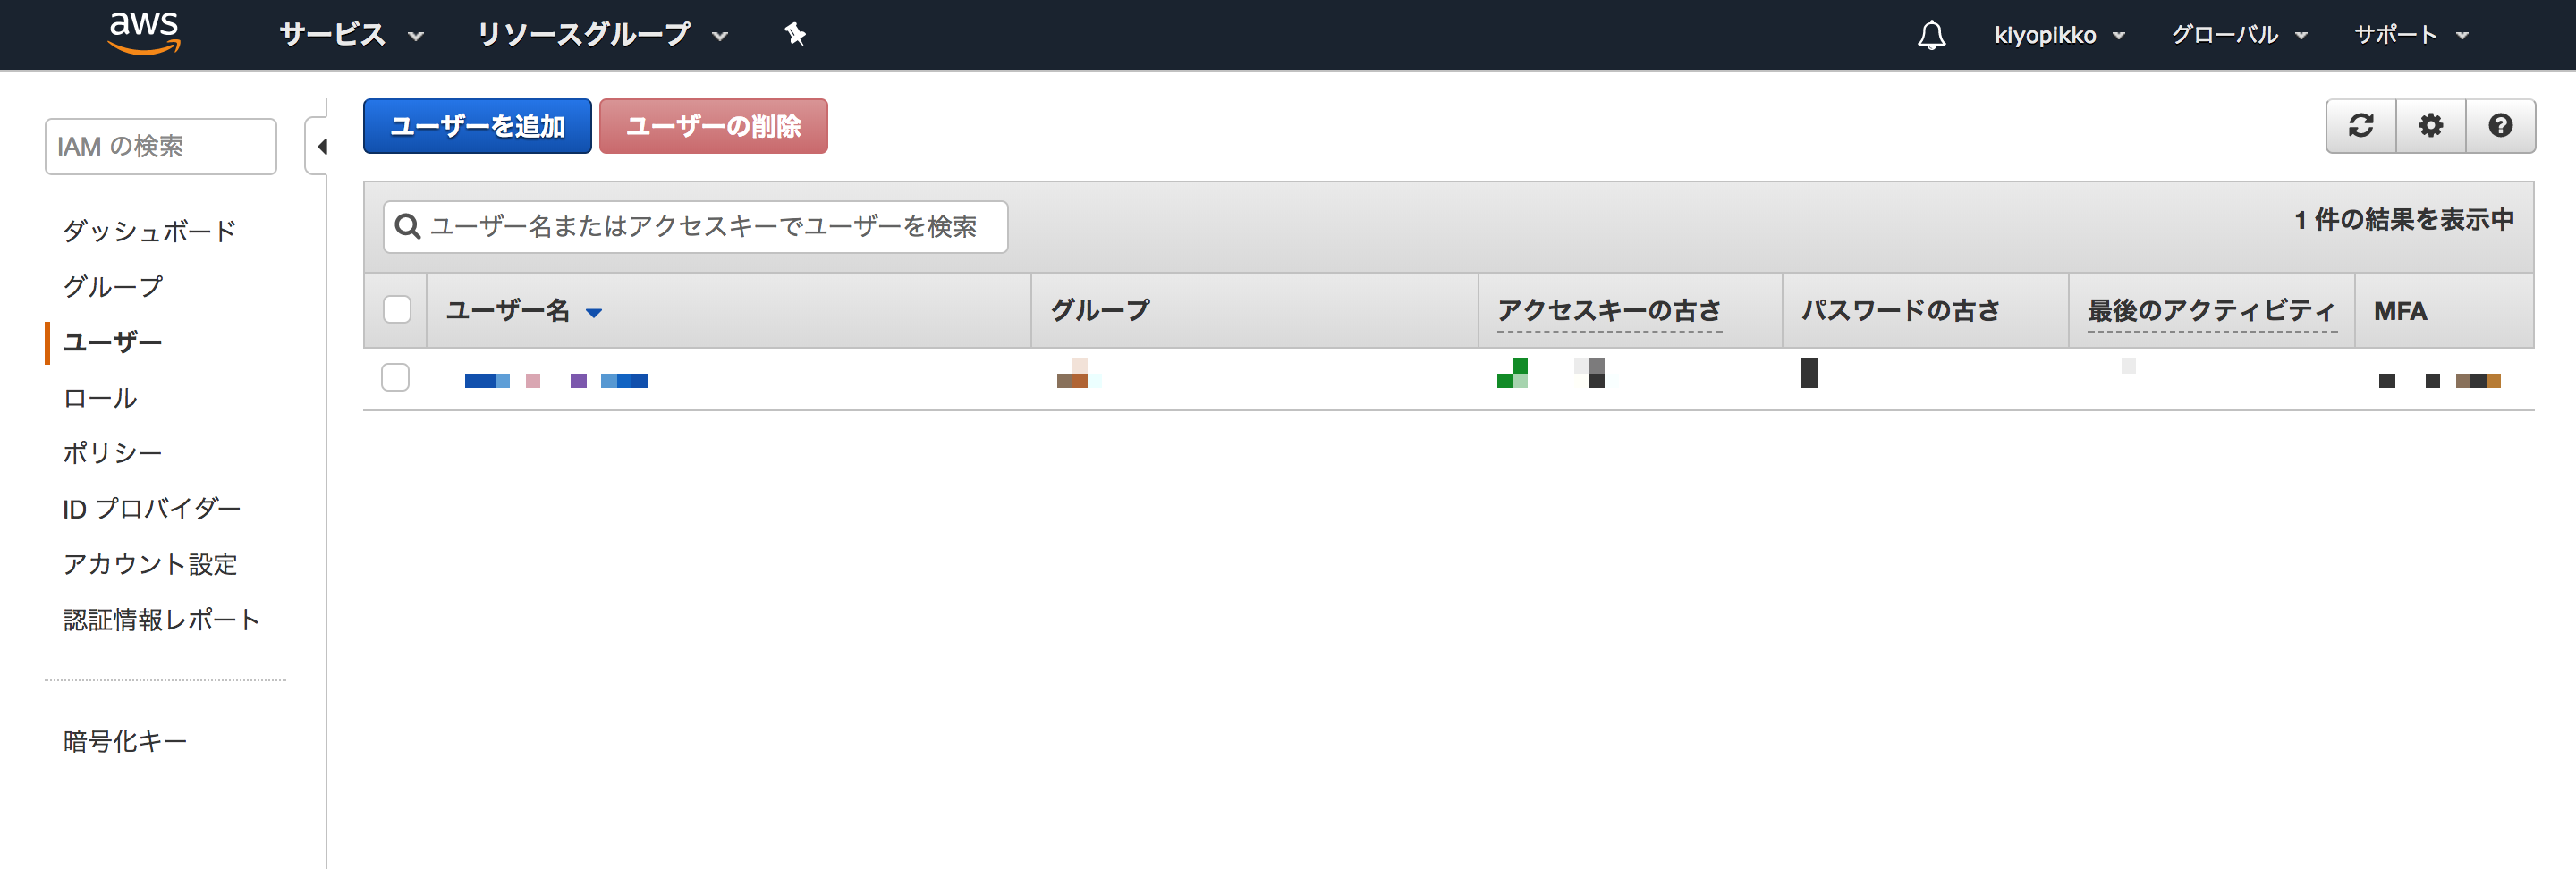 aws サービス リソースグループ kiyopikko グローバル サポート
IAM の検索
ダッシュボード
グループ
ユーザー
ロール
ポリシー
ID プロバイダー
アカウント設定
認証情報レポート
暗号化キー
ユーザーを追加 ユーザーの削除
ユーザー名またはアクセスキーでユーザーを検索 1 件の結果を表示中
ユーザー名 グループ アクセスキーの古さ パスワードの古さ 最後のアクティビティ MFA